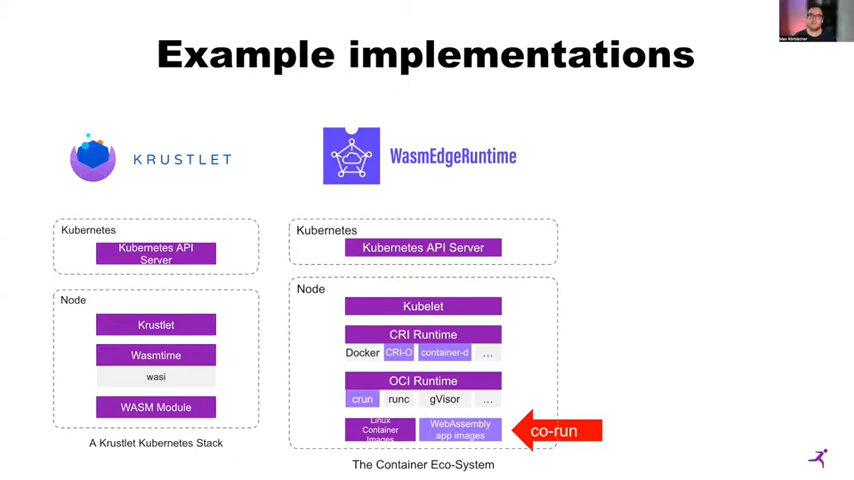 Example implementations
Max Körbächer
KRUSTLET
WasmEdgeRuntime
Kubernetes
Kubernetes API
Server
Node
Krustlet
Wasmtime
wasi
WASM Module
A Krustlet Kubernetes Stack
Kubernetes
Kubernetes API Server
Node
Kubelet
CRI Runtime
Docker CRI-O container-d ...
OCI Runtime
crun runc gVisor ...
Linux
Container
Images
WebAssembly
app images
co-run
The Container Eco-System